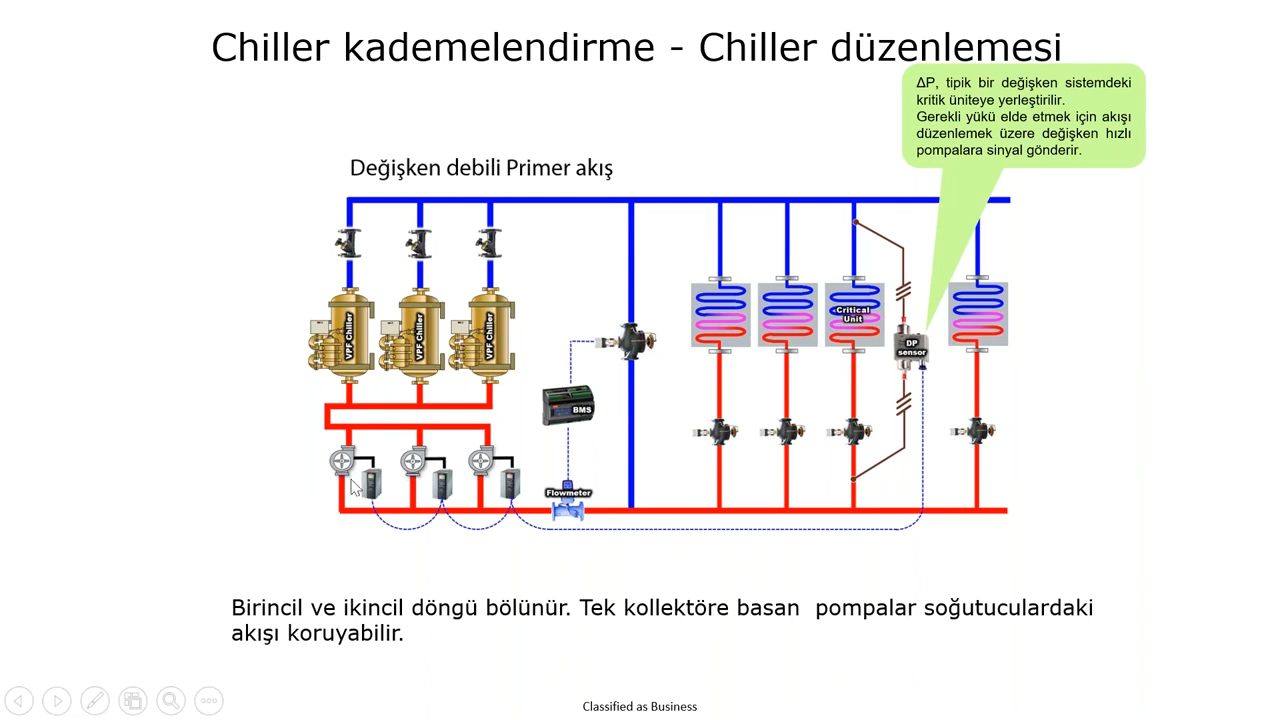 Chiller kademelendirme - Chiller düzenlemesi
ΔP, tipik bir değişken sistemdeki
kritik üniteye yerleştirilir.
Gerekli yükü elde etmek için akışı
düzenlemek üzere değişken hızlı
pompalara sinyal gönderir.
Değişken debili Primer akış
VPF Chiller
VPF Chiller
VPF Chiller
Critical
Unit
DP
sensor
BMS
Flowmeter
Birincil ve ikincil döngü bölünür. Tek kollektöre basan  pompalar soğutuculardaki
akışı koruyabilir.
Classified as Business